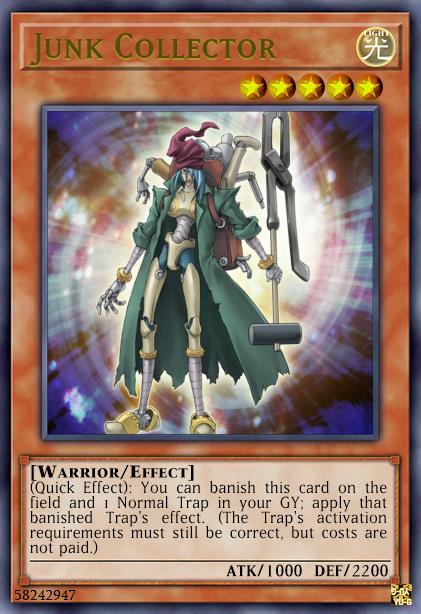 Junk Collector
LIGHT
光
[Warrior/Effect]
(Quick Effect): You can banish this card on the
field and 1 Normal Trap in your GY; apply that
banished Trap's effect. (The Trap's activation
requirements must still be correct, but costs are
not paid.)
ATK/1000 DEF/2200
58242947